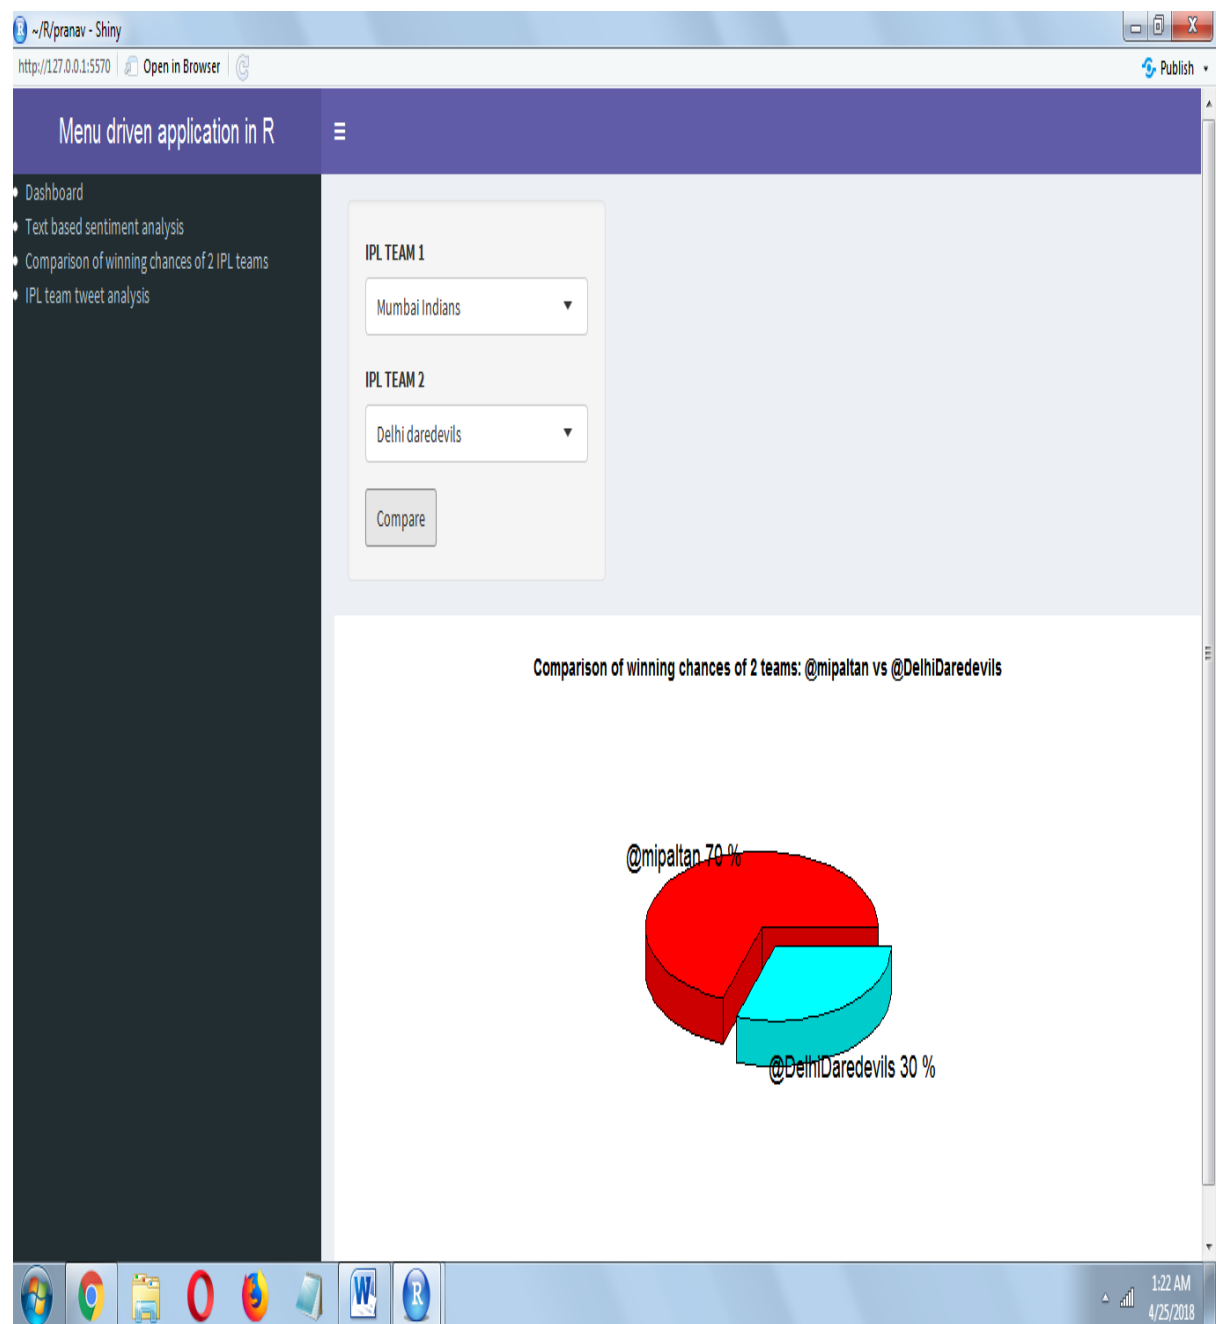 ~/R/pranav - Shiny
http://127.0.0.1:5570 Open in Browser Publish
Menu driven application in R
Dashboard
Text based sentiment analysis
Comparison of winning chances of 2 IPL teams
IPL team tweet analysis
IPL TEAM 1
Mumbai Indians
IPL TEAM 2
Delhi daredevils
Compare
Comparison of winning chances of 2 teams: @mipaltan vs @DelhiDaredevils
@mipaltan 70 %
@DelhiDaredevils 30 %
1:22 AM
4/25/2018